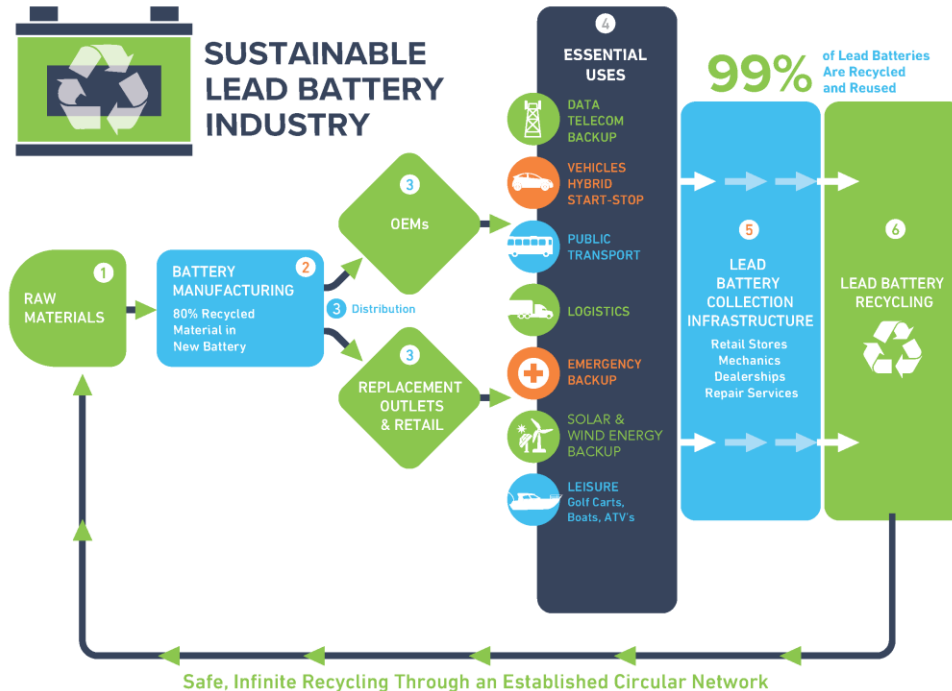 SUSTAINABLE
LEAD BATTERY
INDUSTRY
1
RAW
MATERIALS
2
BATTERY
MANUFACTURING
80% Recycled
Material in
New Battery
3 Distribution
3
OEMs
3
REPLACEMENT
OUTLETS
& RETAIL
4
ESSENTIAL
USES
DATA
TELECOM
BACKUP
VEHICLES
HYBRID
START-STOP
PUBLIC
TRANSPORT
LOGISTICS
EMERGENCY
BACKUP
SOLAR &
WIND ENERGY
BACKUP
LEISURE
Golf Carts,
Boats, ATV's
99%
of Lead Batteries
Are Recycled
and Reused
5
LEAD
BATTERY
COLLECTION
INFRASTRUCTURE
Retail Stores
Mechanics
Dealerships
Repair Services
6
LEAD BATTERY
RECYCLING
Safe, Infinite Recycling Through an Established Circular Network